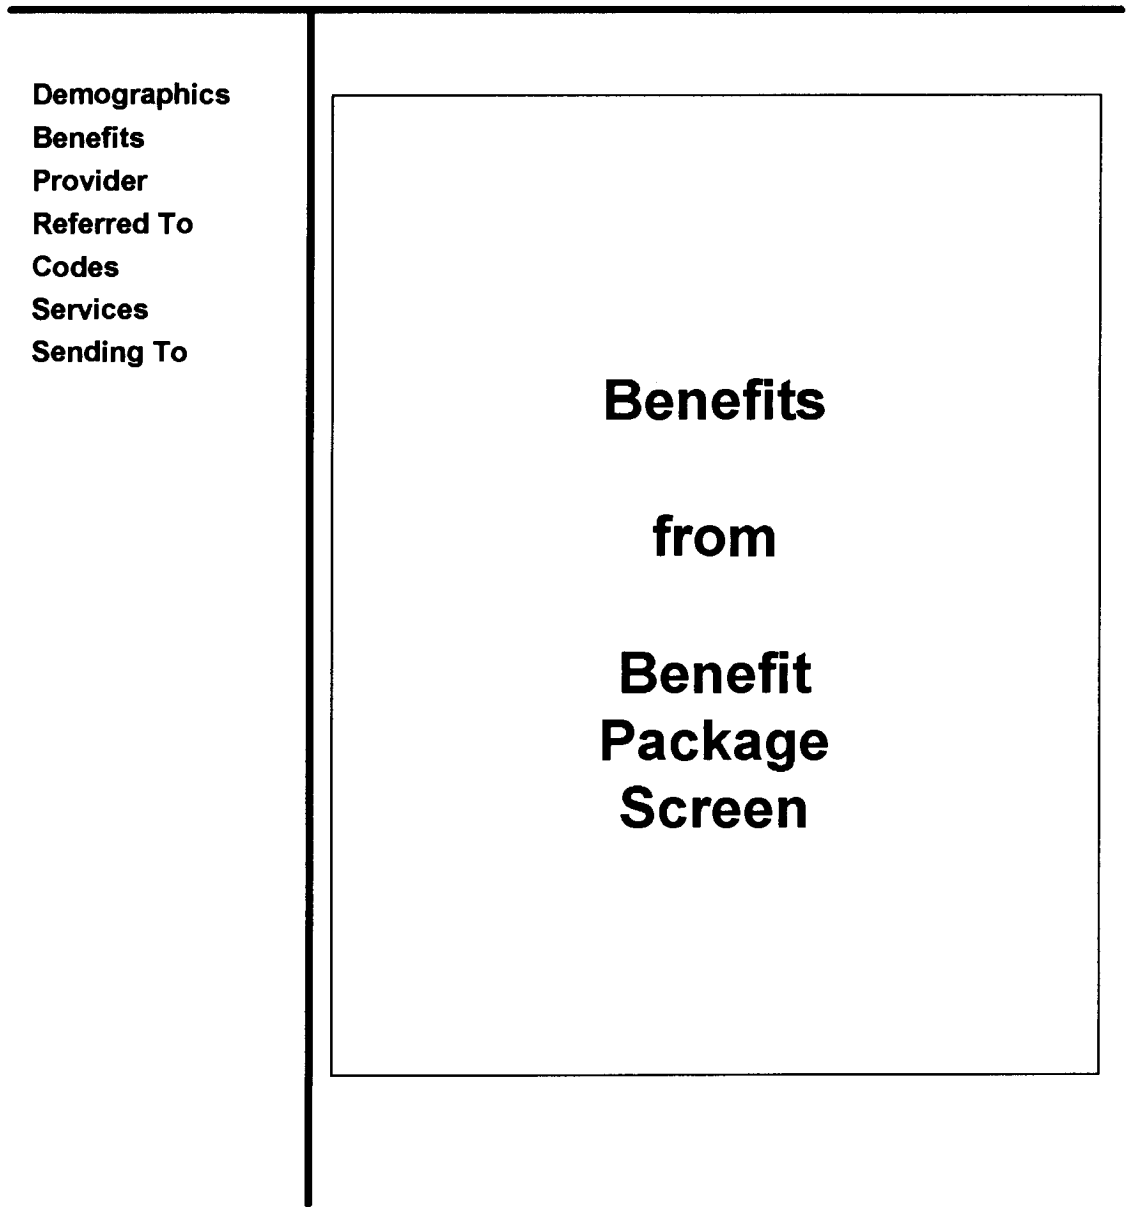 Demographics
Benefits
Provider
Referred To
Codes
Services
Sending To
Benefits
from
Benefit
Package
Screen